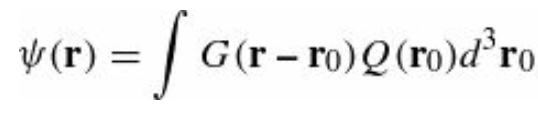 ψ(r) = ∫ G(r – r₀)Q(r₀)d³r₀